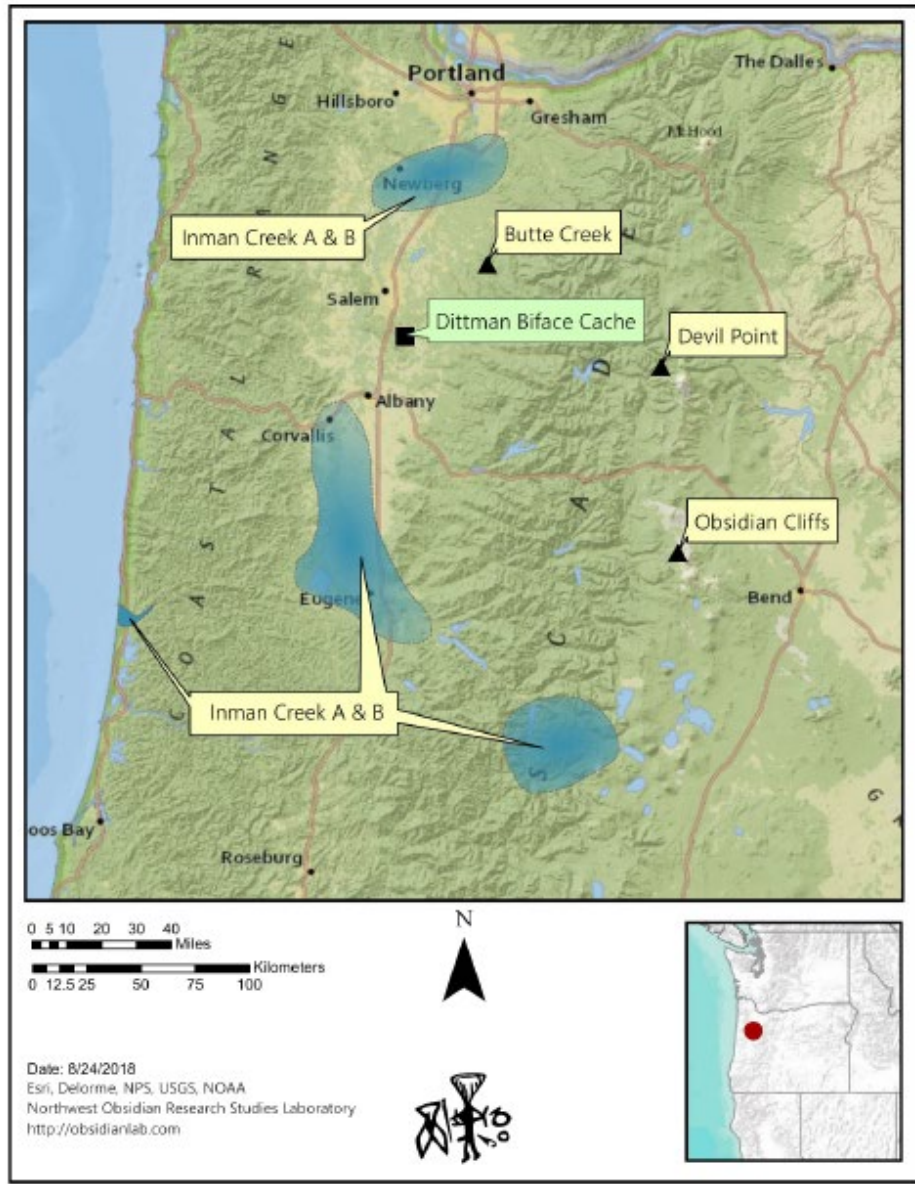 Portland
The Dalles
Hillsboro
Gresham
Mt Hood
Newberg
Inman Creek A & B
Butte Creek
Salem
Dittman Biface Cache
Devil Point
Albany
Corvallis
Obsidian Cliffs
Eugene
Bend
Inman Creek A & B
oos Bay
Roseburg
C O A S T A L R A N G E
C A S C A D E
G
N
0 5 10 20 30 40
Miles
Kilometers
0 12.5 25 50 75 100
Date: 8/24/2018
Esri, Delorme, NPS, USGS, NOAA
Northwest Obsidian Research Studies Laboratory
http://obsidianlab.com